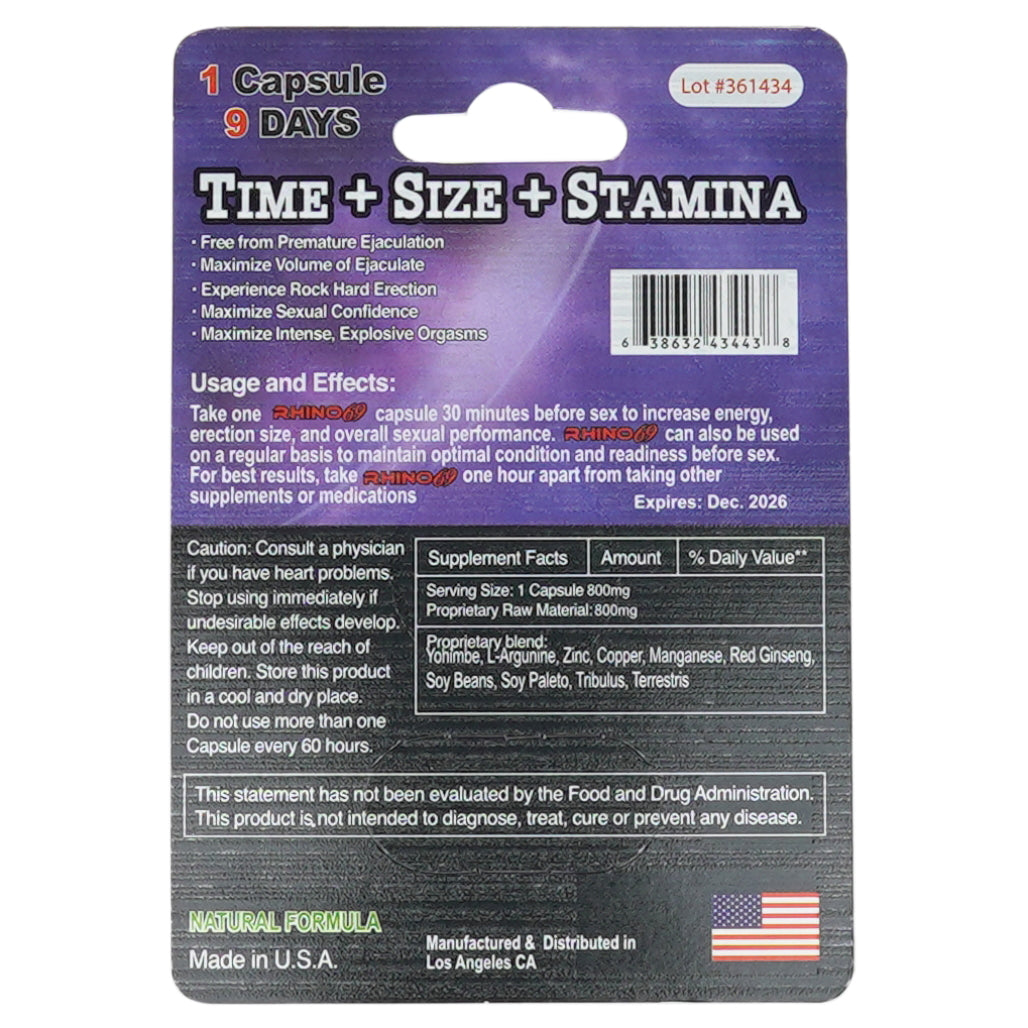 1 Capsule
9 DAYS
Lot #361434
TIME + SIZE + STAMINA
· Free from Premature Ejaculation
· Maximize Volume of Ejaculate
· Experience Rock Hard Erection
· Maximize Sexual Confidence
· Maximize Intense, Explosive Orgasms
6 38632 43443 8
Usage and Effects:
Take one RHINO69 capsule 30 minutes before sex to increase energy,
erection size, and overall sexual performance. RHINO69 can also be used
on a regular basis to maintain optimal condition and readiness before sex.
For best results, take RHINO69 one hour apart from taking other
supplements or medications
Expires: Dec. 2026
Caution: Consult a physician
if you have heart problems.
Stop using immediately if
undesirable effects develop.
Keep out of the reach of
children. Store this product
in a cool and dry place.
Do not use more than one
Capsule every 60 hours.
Supplement Facts Amount % Daily Value**
Serving Size: 1 Capsule 800mg
Proprietary Raw Material: 800mg
Proprietary blend:
Yohimbe, L-Argunine, Zinc, Copper, Manganese, Red Ginseng,
Soy Beans, Soy Paleto, Tribulus, Terrestris
This statement has not been evaluated by the Food and Drug Administration.
This product is not intended to diagnose, treat, cure or prevent any disease.
NATURAL FORMULA
Made in U.S.A.
Manufactured & Distributed in
Los Angeles CA